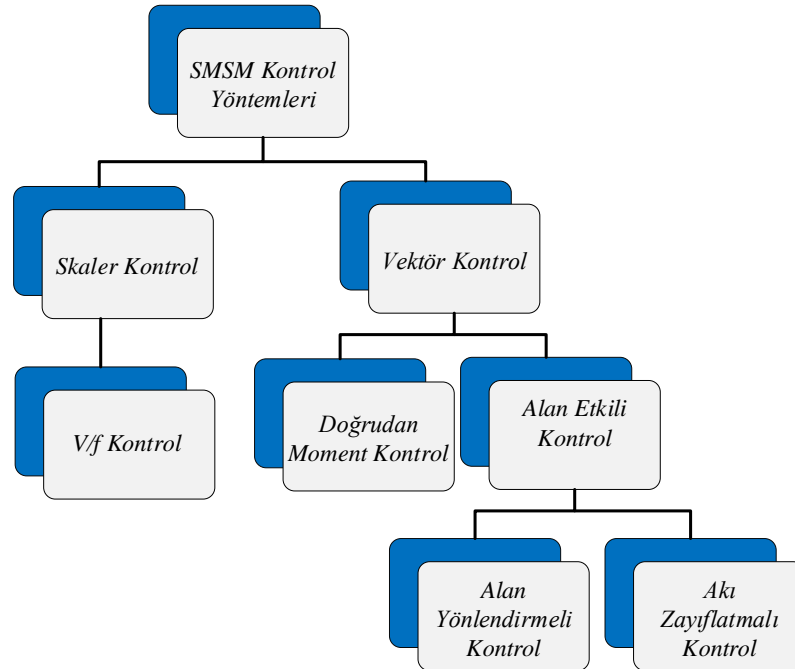 SMSM Kontrol
Yöntemleri
Skaler Kontrol
Vektör Kontrol
V/f Kontrol
Doğrudan
Moment Kontrol
Alan Etkili
Kontrol
Alan
Yönlendirmeli
Kontrol
Akı
Zayıflatmalı
Kontrol